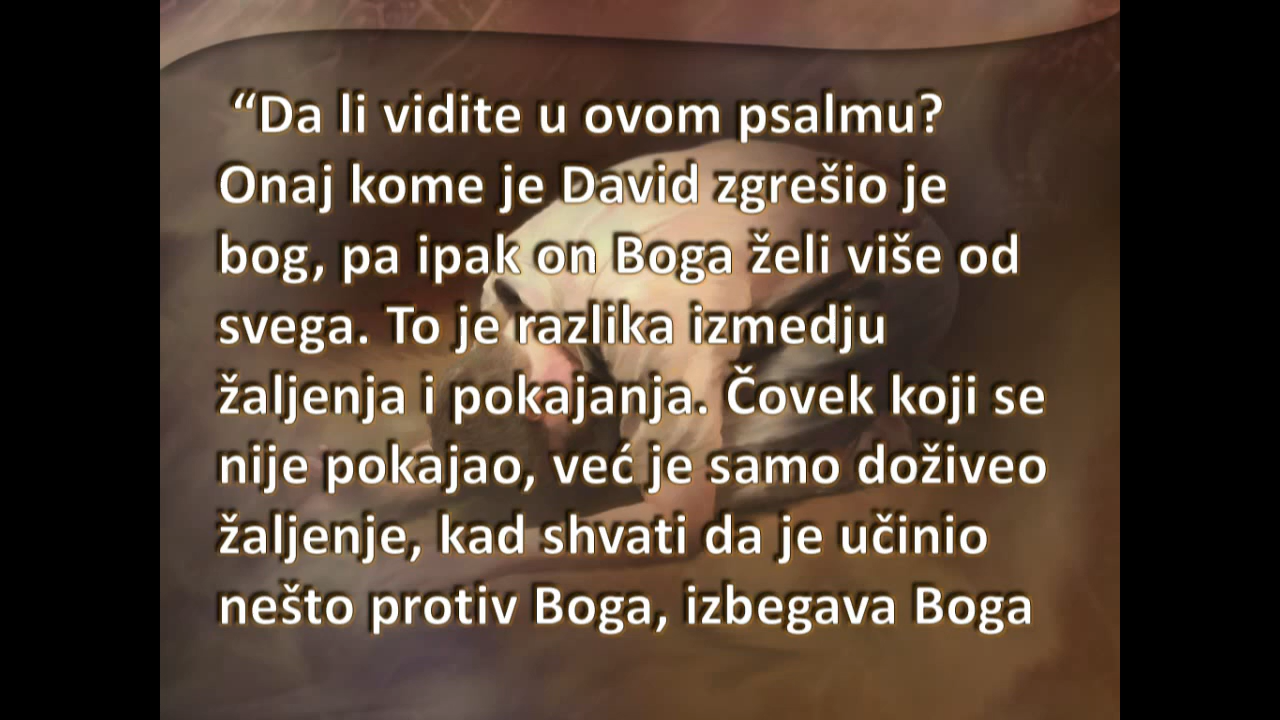 “Da li vidite u ovom psalmu?
Onaj kome je David zgrešio je
bog, pa ipak on Boga želi više od
svega. To je razlika izmedju
žaljenja i pokajanja. Čovek koji se
nije pokajao, već je samo doživeo
žaljenje, kad shvati da je učinio
nešto protiv Boga, izbegava Boga